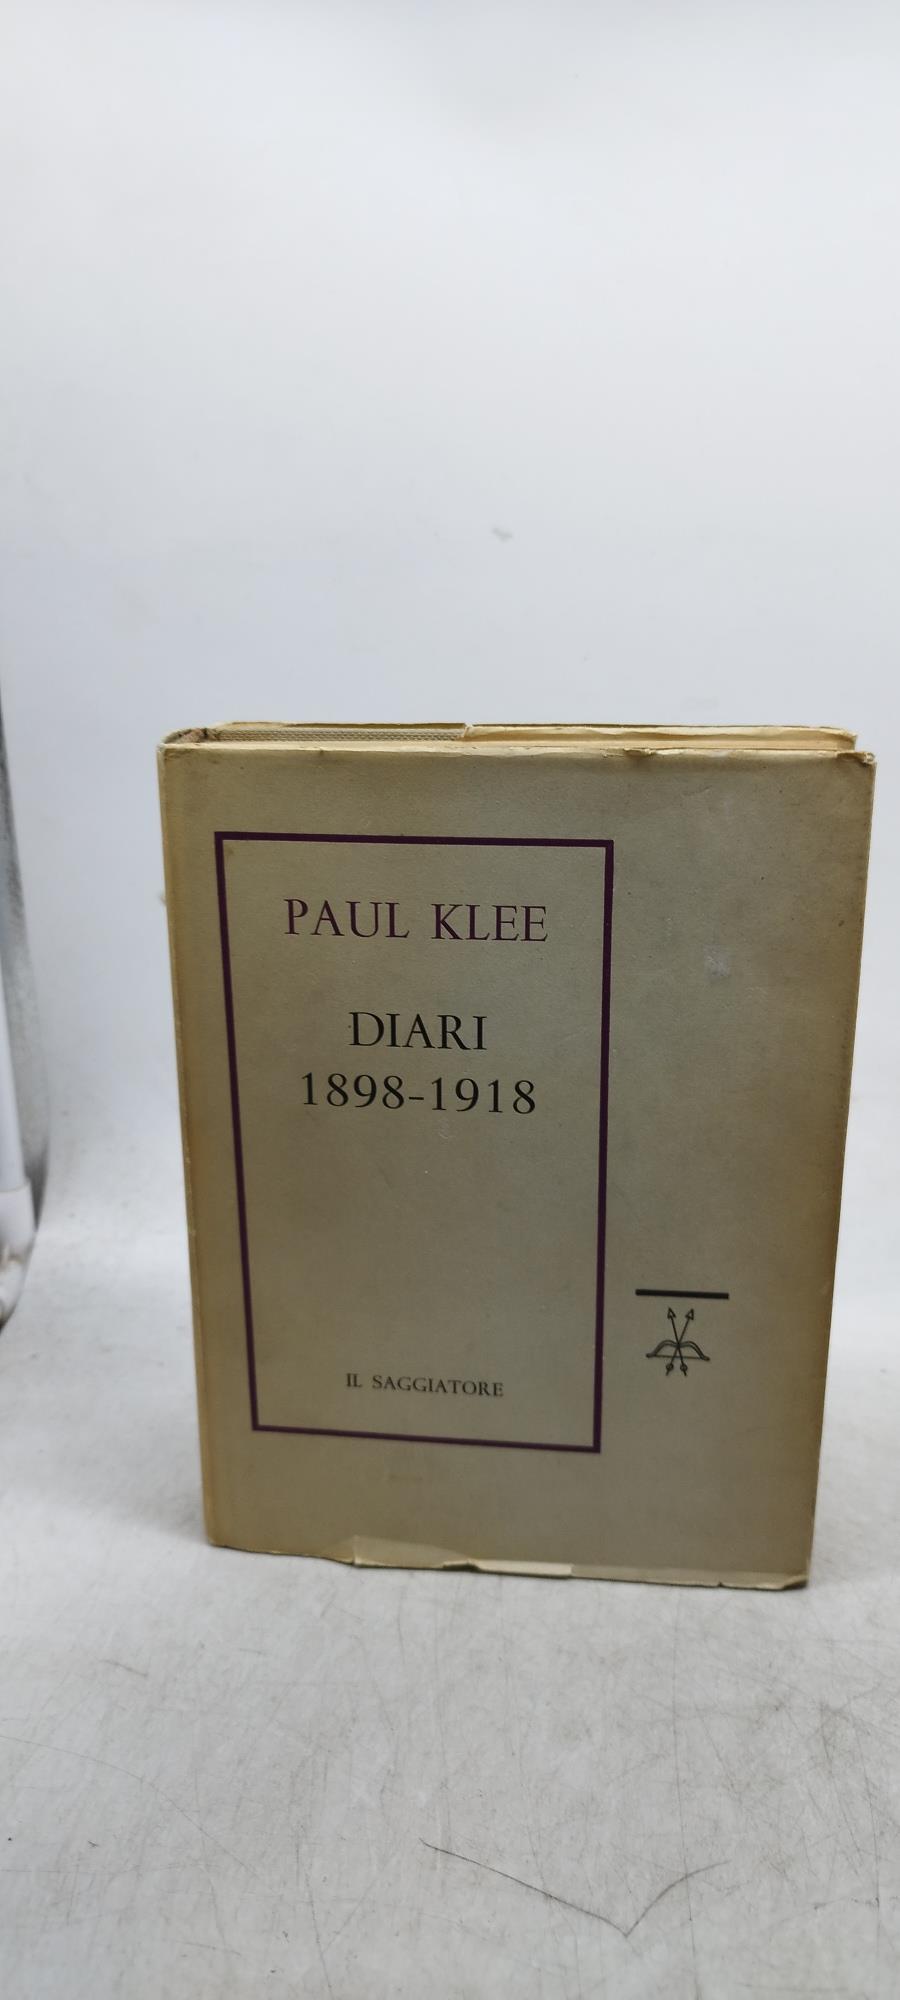 PAUL KLEE
DIARI
1898-1918
IL SAGGIATORE